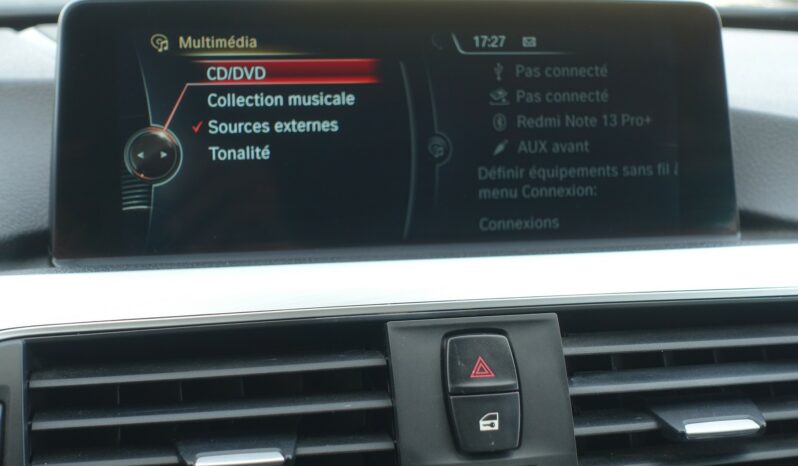 Multimédia
17:27
CD/DVD
Collection musicale
Sources externes
Tonalité
Pas connecté
Pas connecté
Redmi Note 13 Pro+
AUX avant
Définir équipements sans fil
menu Connexion:
Connexions